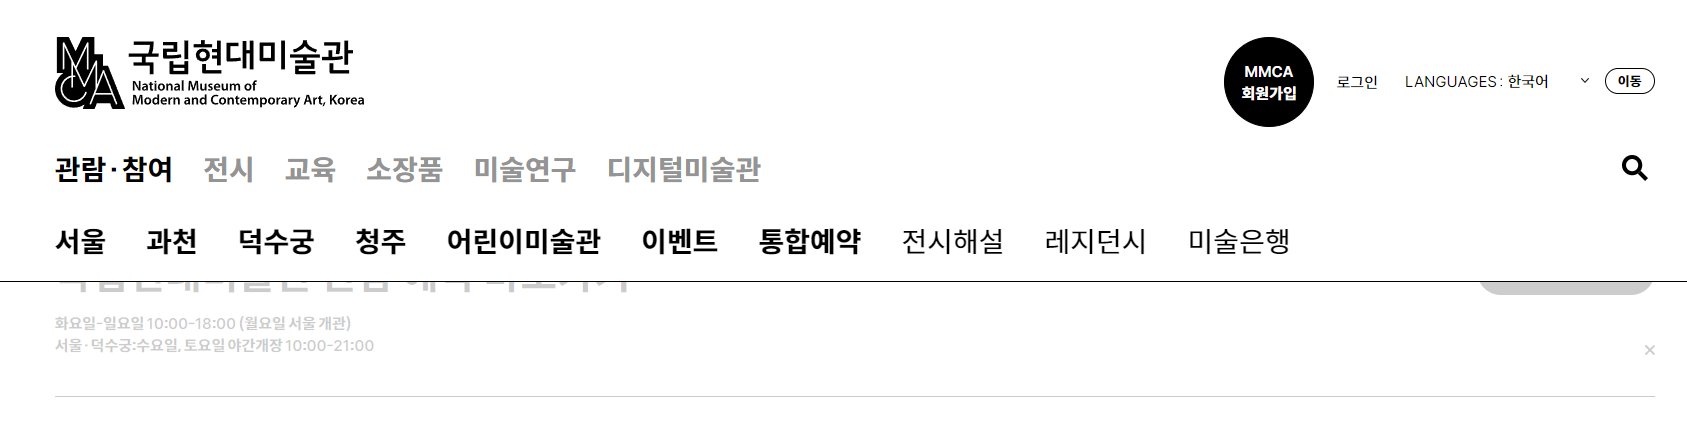 MMCA
국립현대미술관
National Museum of
Modern and Contemporary Art, Korea
MMCA
회원가입
로그인
LANGUAGES : 한국어
이동
관람 · 참여 전시 교육 소장품 미술연구 디지털미술관
서울 과천 덕수궁 청주 어린이미술관 이벤트 통합예약 전시해설 레지던시 미술은행
화요일-일요일 10:00-18:00 (월요일 서울 개관)
서울 · 덕수궁:수요일, 토요일 야간개장 10:00-21:00